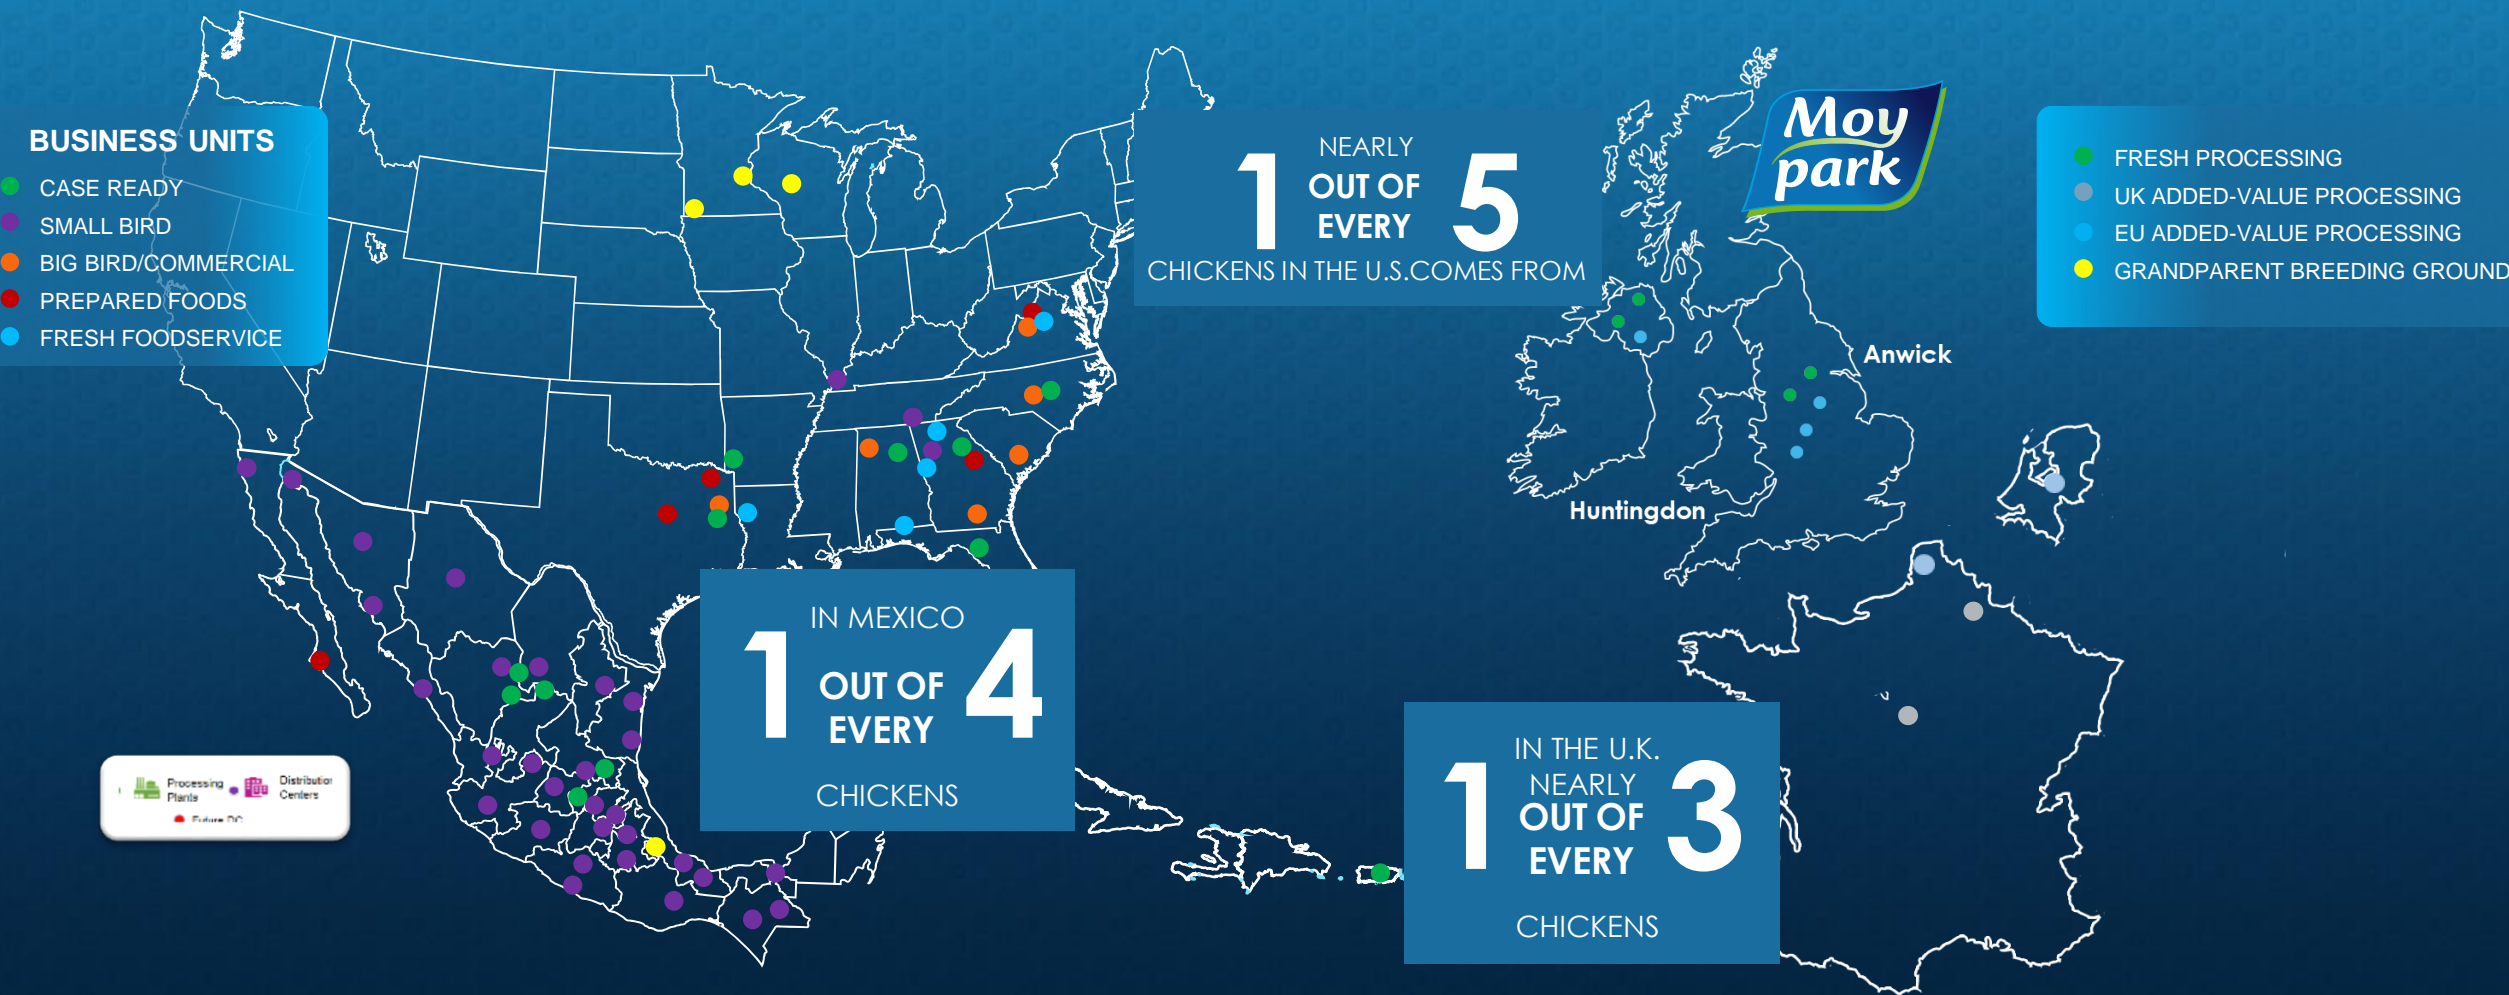 BUSINESS UNITS
CASE READY
SMALL BIRD
BIG BIRD/COMMERCIAL
PREPARED FOODS
FRESH FOODSERVICE
NEARLY
1 OUT OF EVERY 5
CHICKENS IN THE U.S.COMES FROM
Moy
park
FRESH PROCESSING
UK ADDED-VALUE PROCESSING
EU ADDED-VALUE PROCESSING
GRANDPARENT BREEDING GROUND
Anwick
Huntingdon
IN MEXICO
1 OUT OF EVERY 4
CHICKENS
IN THE U.K.
NEARLY
1 OUT OF EVERY 3
CHICKENS
Processing
Plants
Distribution
Centers
Future DC